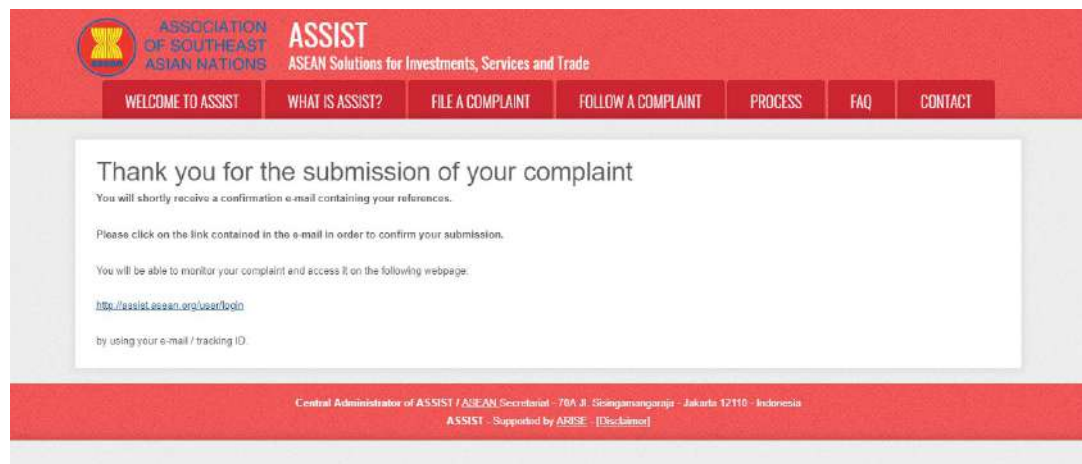 ASSOCIATION
OF SOUTHEAST
ASIAN NATIONS
ASSIST
ASEAN Solutions for Investments, Services and Trade
WELCOME TO ASSIST WHAT IS ASSIST? FILE A COMPLAINT FOLLOW A COMPLAINT PROCESS FAQ CONTACT
Thank you for the submission of your complaint
You will shortly receive a confirmation e-mail containing your references.
Please click on the link contained in the e-mail in order to confirm your submission.
You will be able to monitor your complaint and access it on the following webpage:
http://assist.asean.org/user/login
by using your e-mail / tracking ID.
Central Administrator of ASSIST / ASEAN Secretariat - 70A Jl. Sisingamangaraja - Jakarta 12110 - Indonesia
ASSIST - Supported by ARISE - [Disclaimer]